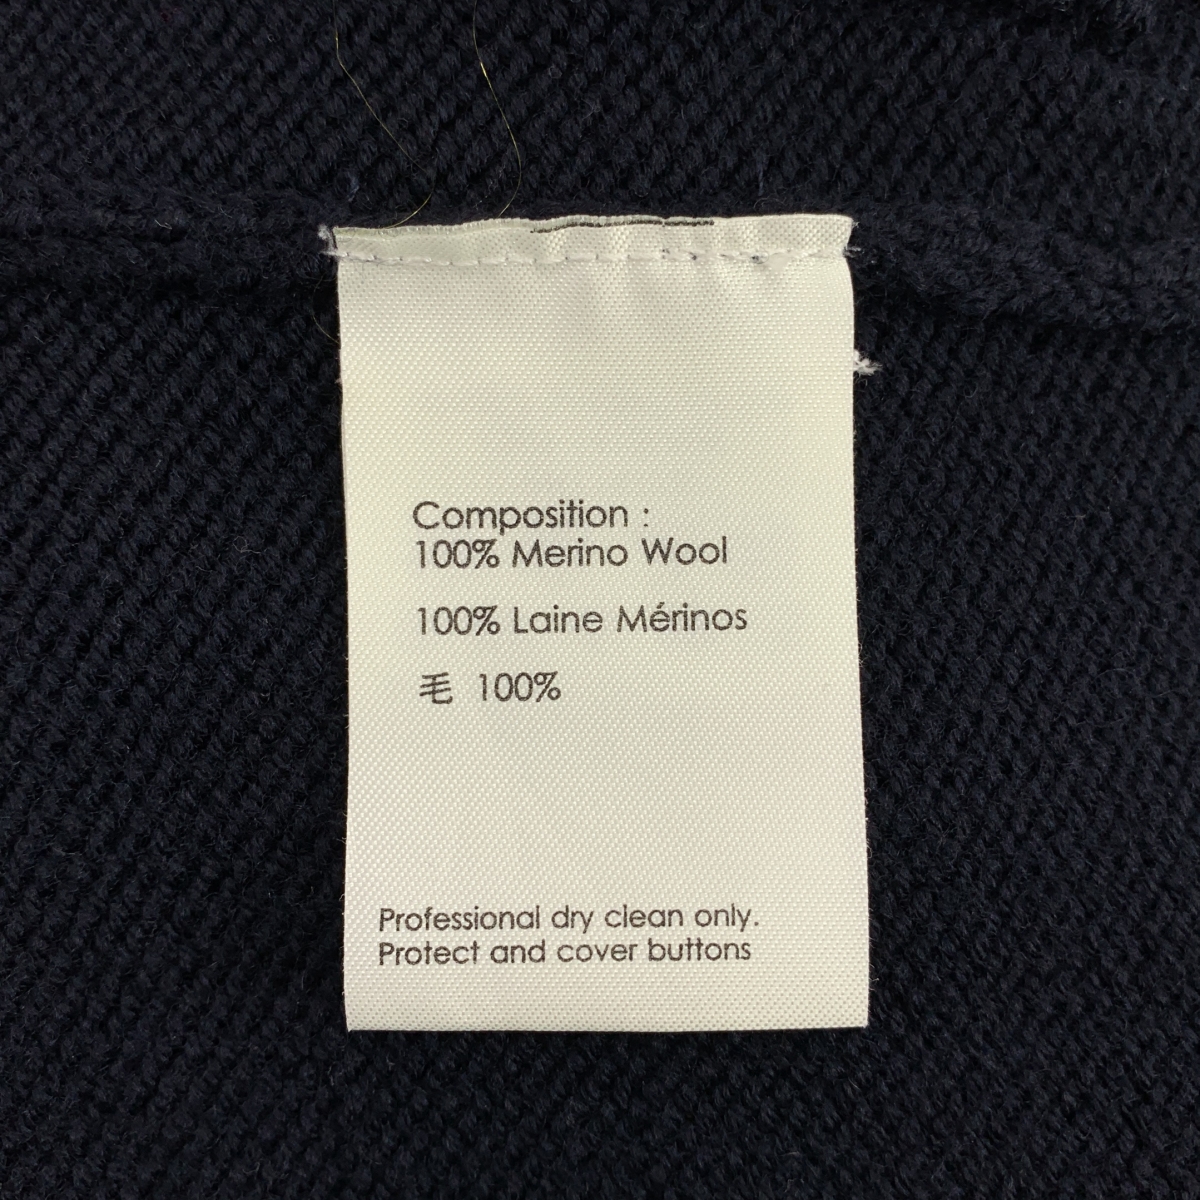 Composition :
100% Merino Wool
100% Laine Mérinos
毛 100%
Professional dry clean only.
Protect and cover buttons